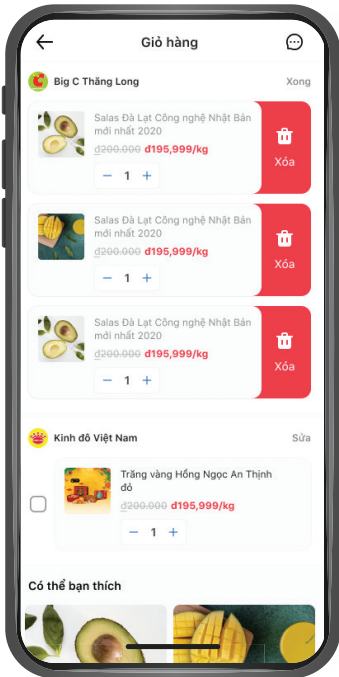 Giỏ hàng
Big C Thăng Long
Xong
Salas Đà Lạt Công nghệ Nhật Bản
mới nhất 2020
đ200.000 đ195,999/kg
− 1 +
Xóa
Salas Đà Lạt Công nghệ Nhật Bản
mới nhất 2020
đ200.000 đ195,999/kg
− 1 +
Xóa
Salas Đà Lạt Công nghệ Nhật Bản
mới nhất 2020
đ200.000 đ195,999/kg
− 1 +
Xóa
Kinh đô Việt Nam
Sửa
Trăng vàng Hồng Ngọc An Thịnh
đỏ
đ200.000 đ195,999/kg
− 1 +
Có thể bạn thích